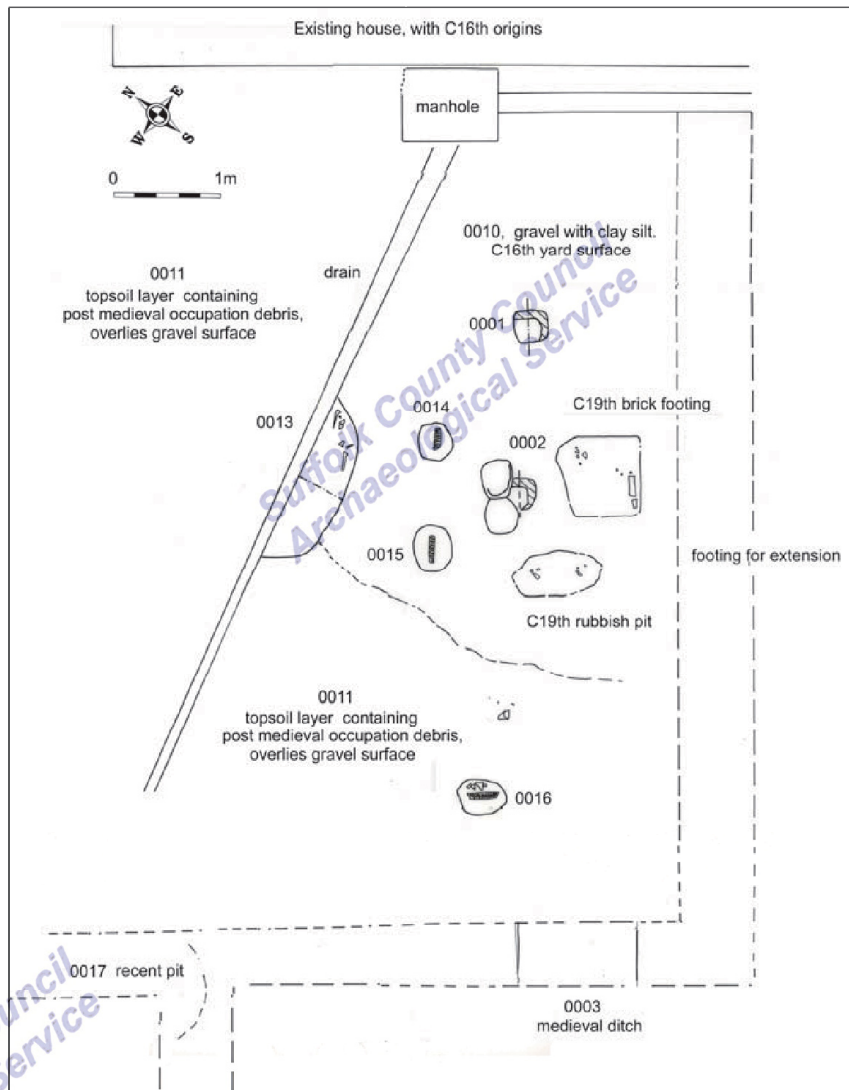 Existing house, with C16th origins
manhole
N
E
W
S
0 1m
0010, gravel with clay silt.
C16th yard surface
0011
topsoil layer containing
post medieval occupation debris,
overlies gravel surface
drain
0001
C19th brick footing
0013
0014
0002
0015
footing for extension
C19th rubbish pit
0011
topsoil layer containing
post medieval occupation debris,
overlies gravel surface
0016
0017 recent pit
0003
medieval ditch
Suffolk County Council
Archaeological Service
uncil
Service